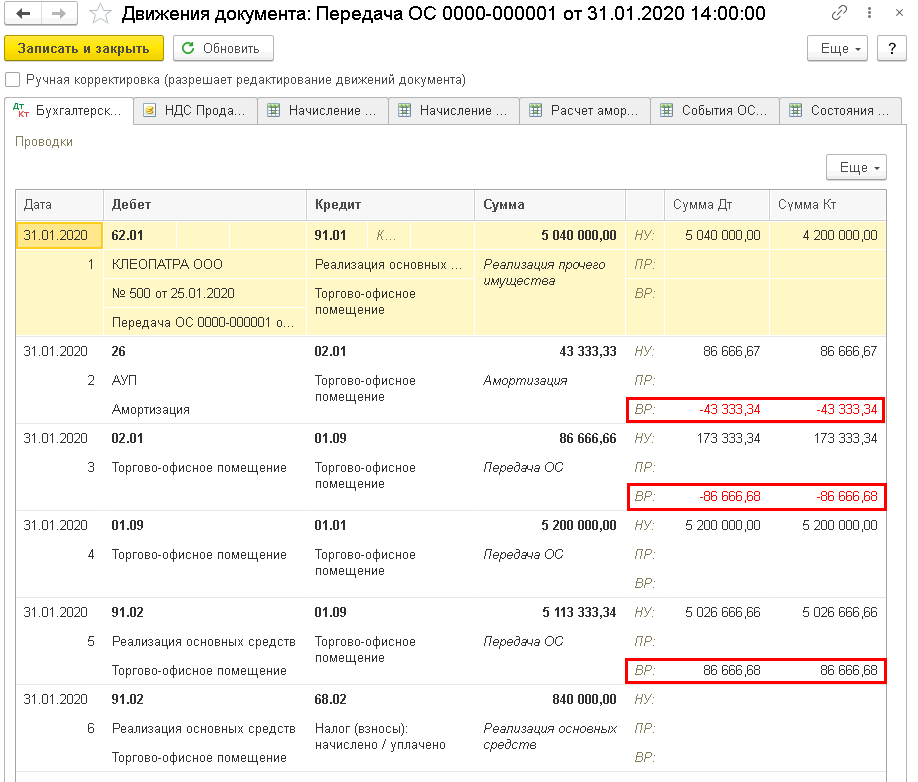 Движения документа: Передача ОС 0000-000001 от 31.01.2020 14:00:00
Записать и закрыть
Обновить
Еще
?
Ручная корректировка (разрешает редактирование движений документа)
Дт Кт Бухгалтерск...
НДС Прода...
Начисление ...
Начисление ...
Расчет амор...
События ОС...
Состояния ...
Проводки
Еще
Дата Дебет Кредит Сумма Сумма Дт Сумма Кт
31.01.2020 62.01 91.01 К... 5 040 000,00 НУ: 5 040 000,00 4 200 000,00
1 КЛЕОПАТРА ООО Реализация основных ... Реализация прочего ПР:
имущества
№ 500 от 25.01.2020 Торгово-офисное ВР:
помещение
Передача ОС 0000-000001 о...
31.01.2020 26 02.01 43 333,33 НУ: 86 666,67 86 666,67
2 АУП Торгово-офисное Амортизация ПР:
помещение
Амортизация ВР: -43 333,34 -43 333,34
31.01.2020 02.01 01.09 86 666,66 НУ: 173 333,34 173 333,34
3 Торгово-офисное помещение Торгово-офисное Передача ОС ПР:
помещение
ВР: -86 666,68 -86 666,68
31.01.2020 01.09 01.01 5 200 000,00 НУ: 5 200 000,00 5 200 000,00
4 Торгово-офисное помещение Торгово-офисное Передача ОС ПР:
помещение
ВР:
31.01.2020 91.02 01.09 5 113 333,34 НУ: 5 026 666,66 5 026 666,66
5 Реализация основных средств Торгово-офисное Передача ОС ПР:
помещение
Торгово-офисное помещение ВР: 86 666,68 86 666,68
31.01.2020 91.02 68.02 840 000,00 НУ:
6 Реализация основных средств Налог (взносы): Реализация основных ПР:
начислено / уплачено средств
Торгово-офисное помещение ВР: